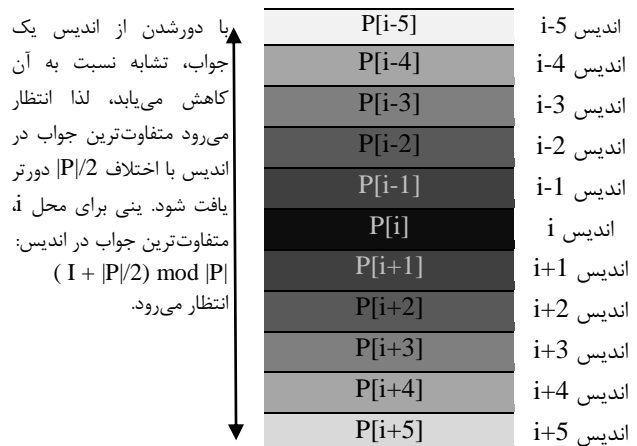 با دورشدن از اندیس یک
جواب، تشابه نسبت به آن
کاهش می‌یابد، لذا انتظار
می‌رود متفاوت‌ترین جواب در
اندیس با اختلاف |P|/2 دورتر
یافت شود. ینی برای محل i،
متفاوت‌ترین جواب در اندیس:
( I + |P|/2) mod |P|
انتظار می‌رود.
P[i-5] اندیس i-5
P[i-4] اندیس i-4
P[i-3] اندیس i-3
P[i-2] اندیس i-2
P[i-1] اندیس i-1
P[i] اندیس i
P[i+1] اندیس i+1
P[i+2] اندیس i+2
P[i+3] اندیس i+3
P[i+4] اندیس i+4
P[i+5] اندیس i+5